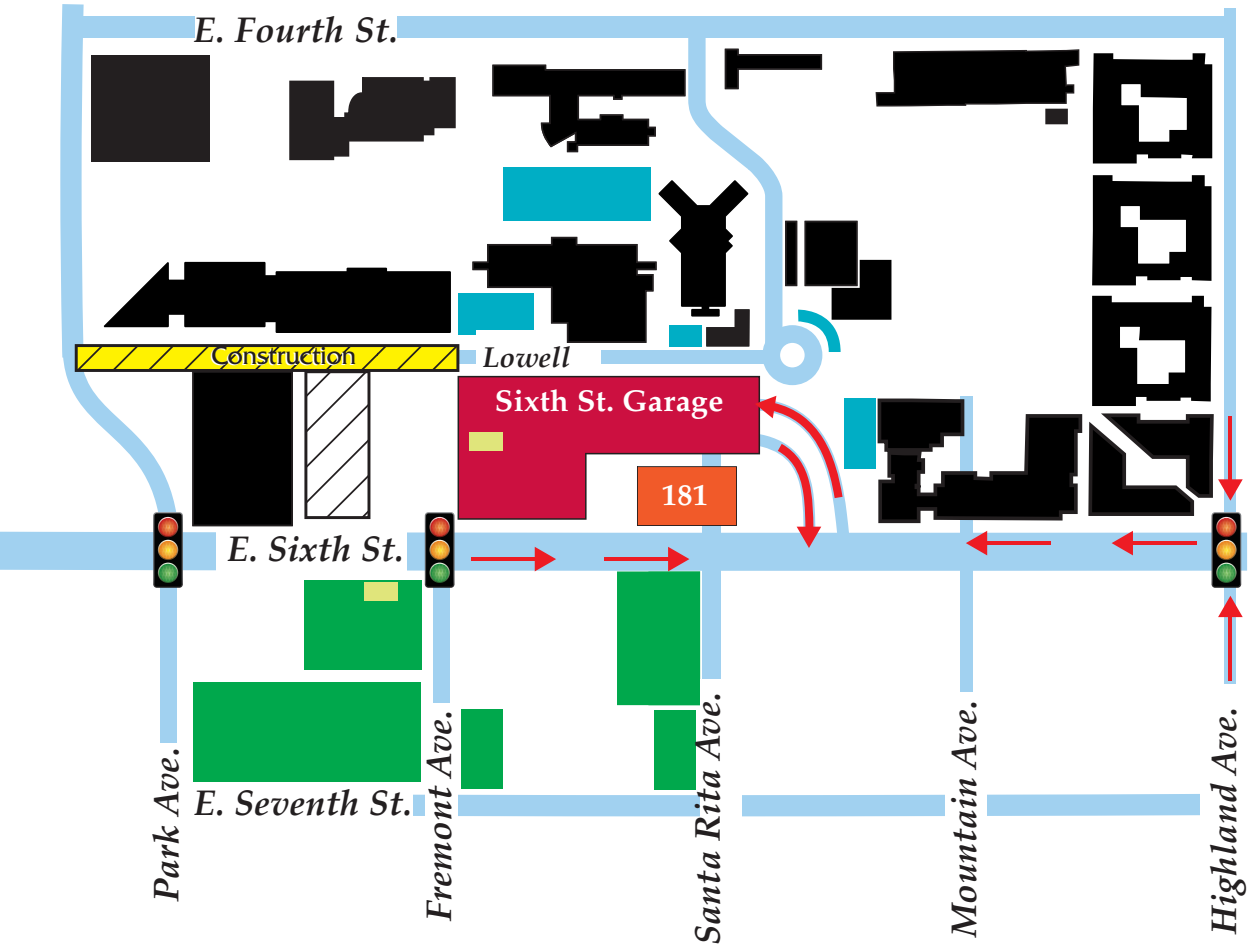 E. Fourth St.
Construction
Lowell
Sixth St. Garage
181
E. Sixth St.
E. Seventh St.
Park Ave.
Fremont Ave.
Santa Rita Ave.
Mountain Ave.
Highland Ave.